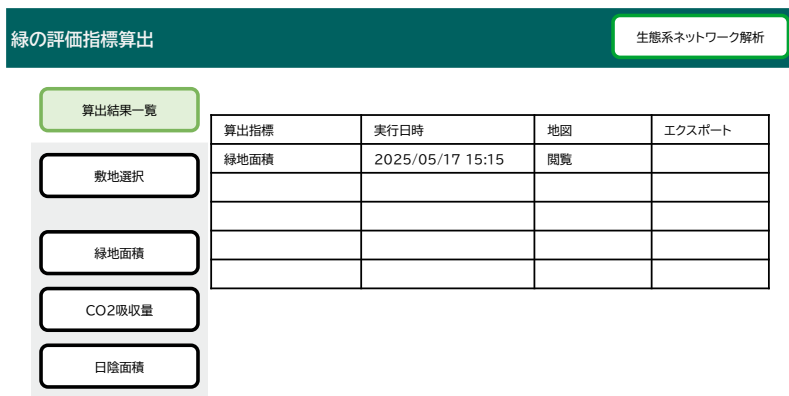 緑の評価指標算出
生態系ネットワーク解析
算出結果一覧
敷地選択
緑地面積
CO2吸収量
日陰面積
算出指標 実行日時 地図 エクスポート
緑地面積 2025/05/17 15:15 閲覧